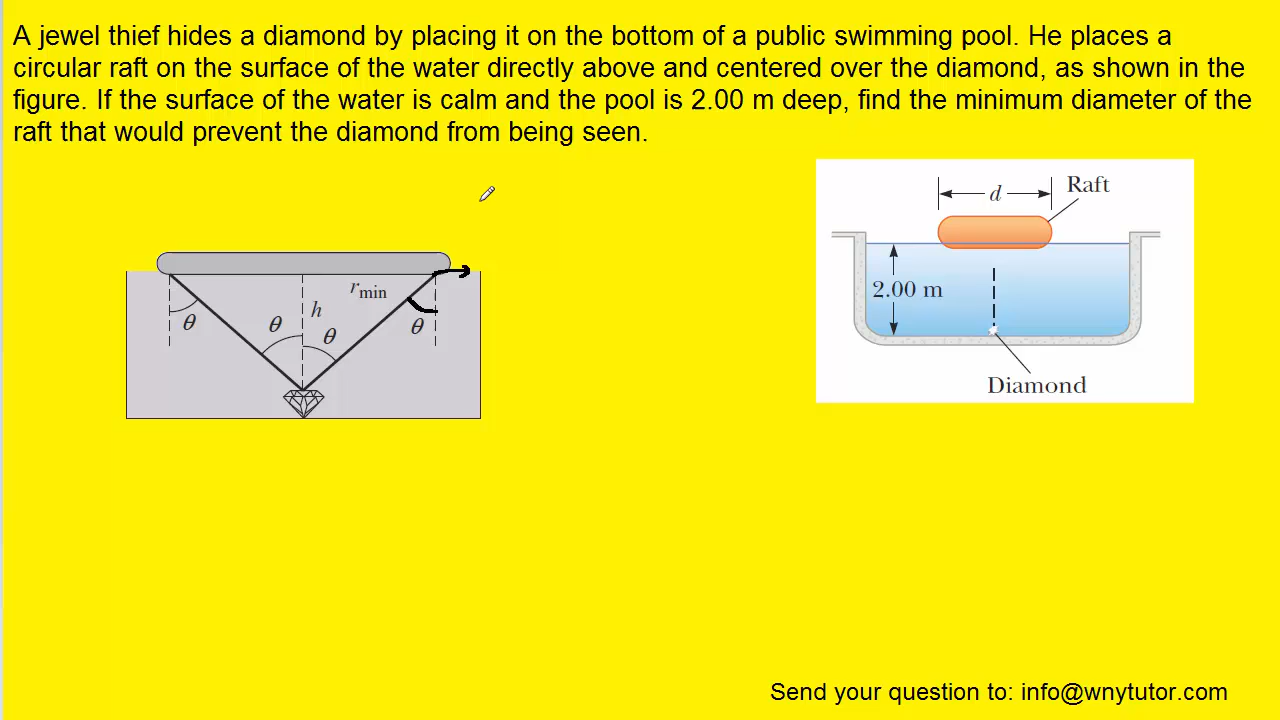 A jewel thief hides a diamond by placing it on the bottom of a public swimming pool. He places a
circular raft on the surface of the water directly above and centered over the diamond, as shown in the
figure. If the surface of the water is calm and the pool is 2.00 m deep, find the minimum diameter of the
raft that would prevent the diamond from being seen.
d
Raft
2.00 m
Diamond
r min
h
θ
θ
θ
θ
Send your question to: info@wnytutor.com